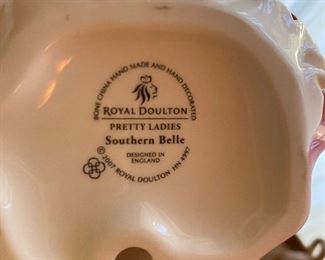 BONE CHINA HAND MADE AND HAND DECORATED
ROYAL DOULTON
PRETTY LADIES
Southern Belle
DESIGNED IN
ENGLAND
© 2007 ROYAL DOULTON HN 4997